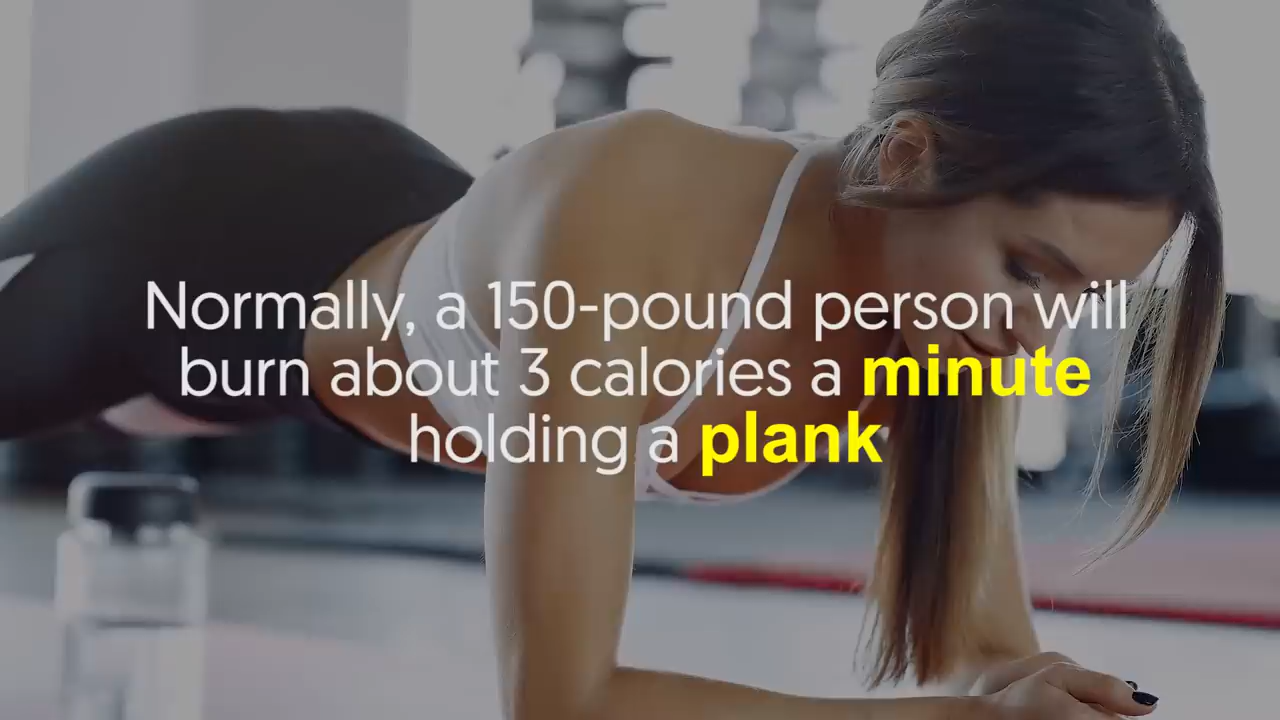 Normally, a 150-pound person will
burn about 3 calories a minute
holding a plank